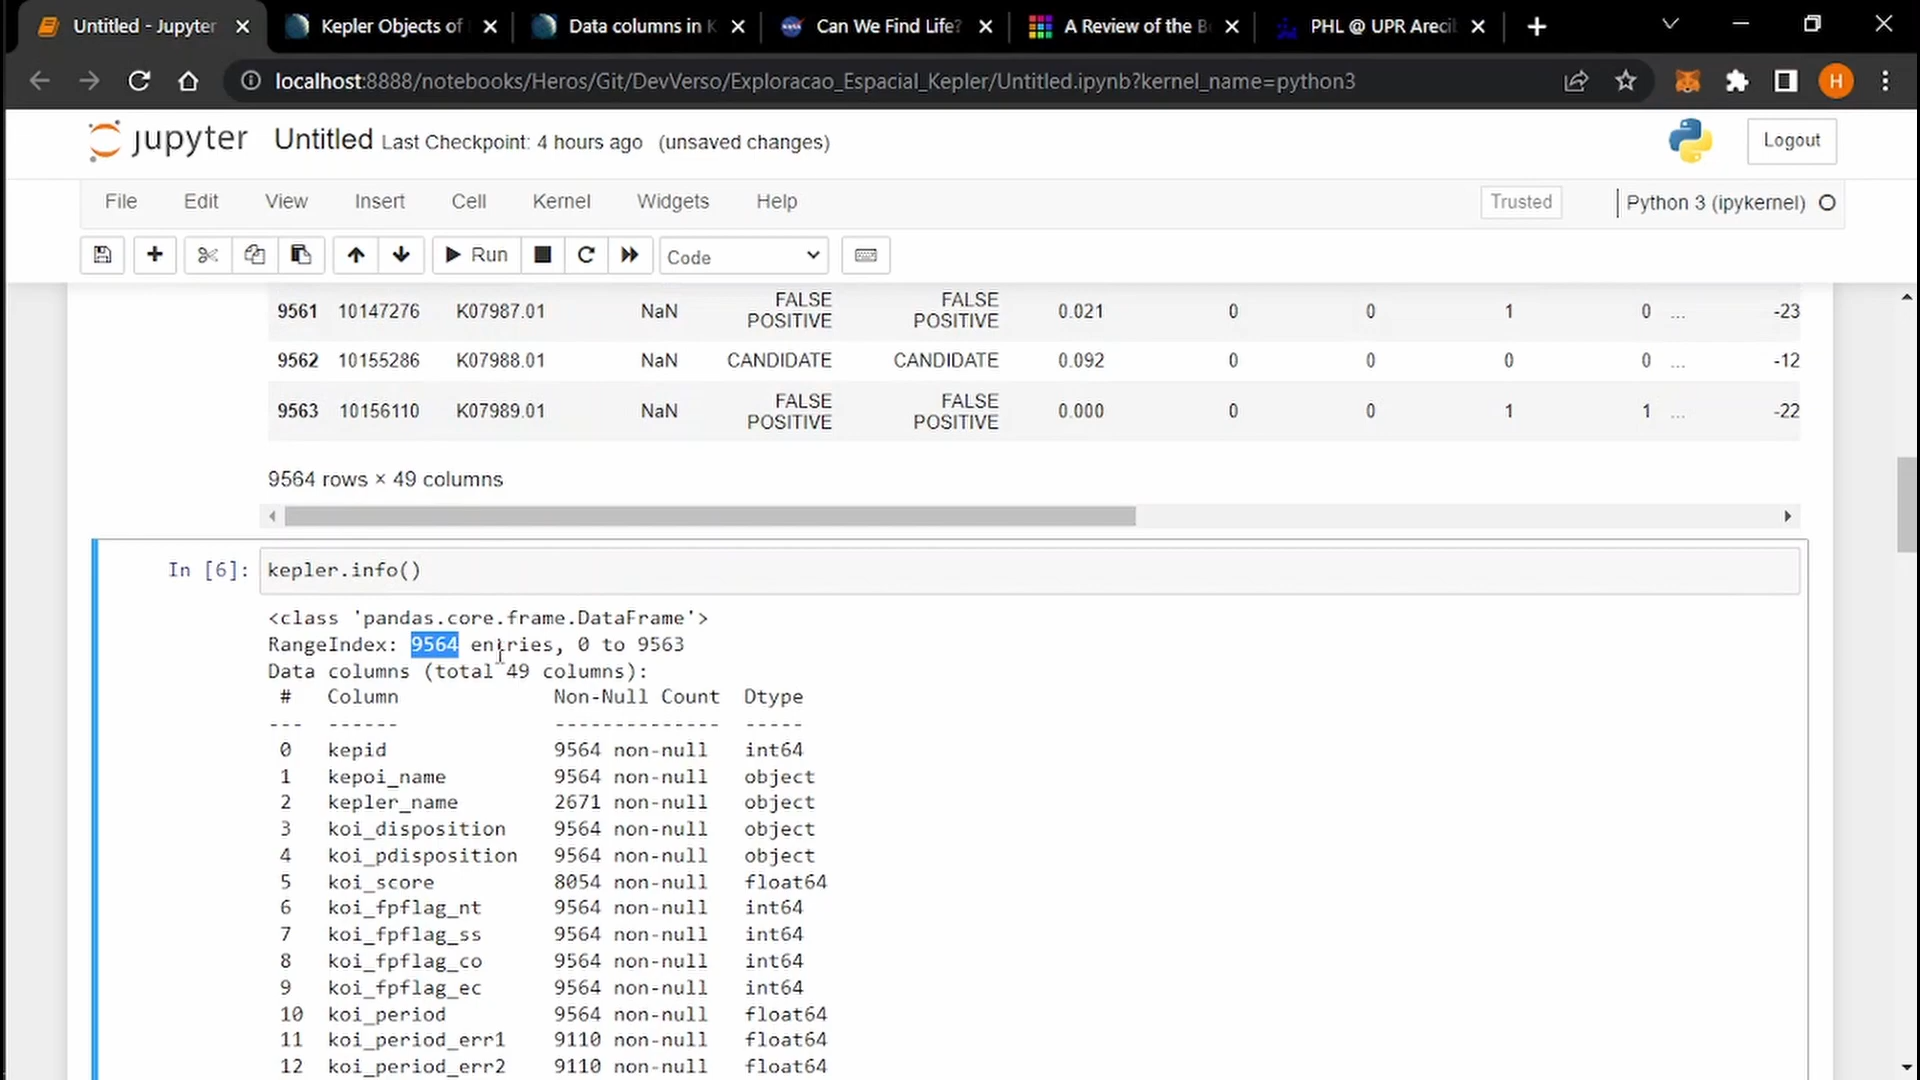 Untitled - Jupyter
Kepler Objects of
Data columns in K
Can We Find Life?
A Review of the B
PHL @ UPR Areci
localhost:8888/notebooks/Heros/Git/DevVerso/Exploracao_Espacial_Kepler/Untitled.ipynb?kernel_name=python3
H
jupyter Untitled Last Checkpoint: 4 hours ago (unsaved changes)
Logout
File Edit View Insert Cell Kernel Widgets Help
Trusted
Python 3 (ipykernel)
Run
Code
9561 10147276 K07987.01 NaN FALSE POSITIVE FALSE POSITIVE 0.021 0 0 1 0 ... -23
9562 10155286 K07988.01 NaN CANDIDATE CANDIDATE 0.092 0 0 0 0 ... -12
9563 10156110 K07989.01 NaN FALSE POSITIVE FALSE POSITIVE 0.000 0 0 1 1 ... -22
9564 rows × 49 columns
In [6]: kepler.info()
<class 'pandas.core.frame.DataFrame'>
RangeIndex: 9564 entries, 0 to 9563
Data columns (total 49 columns):
# Column Non-Null Count Dtype
--- ------ -------------- -----
0 kepid 9564 non-null int64
1 kepoi_name 9564 non-null object
2 kepler_name 2671 non-null object
3 koi_disposition 9564 non-null object
4 koi_pdisposition 9564 non-null object
5 koi_score 8054 non-null float64
6 koi_fpflag_nt 9564 non-null int64
7 koi_fpflag_ss 9564 non-null int64
8 koi_fpflag_co 9564 non-null int64
9 koi_fpflag_ec 9564 non-null int64
10 koi_period 9564 non-null float64
11 koi_period_err1 9110 non-null float64
12 koi_period_err2 9110 non-null float64